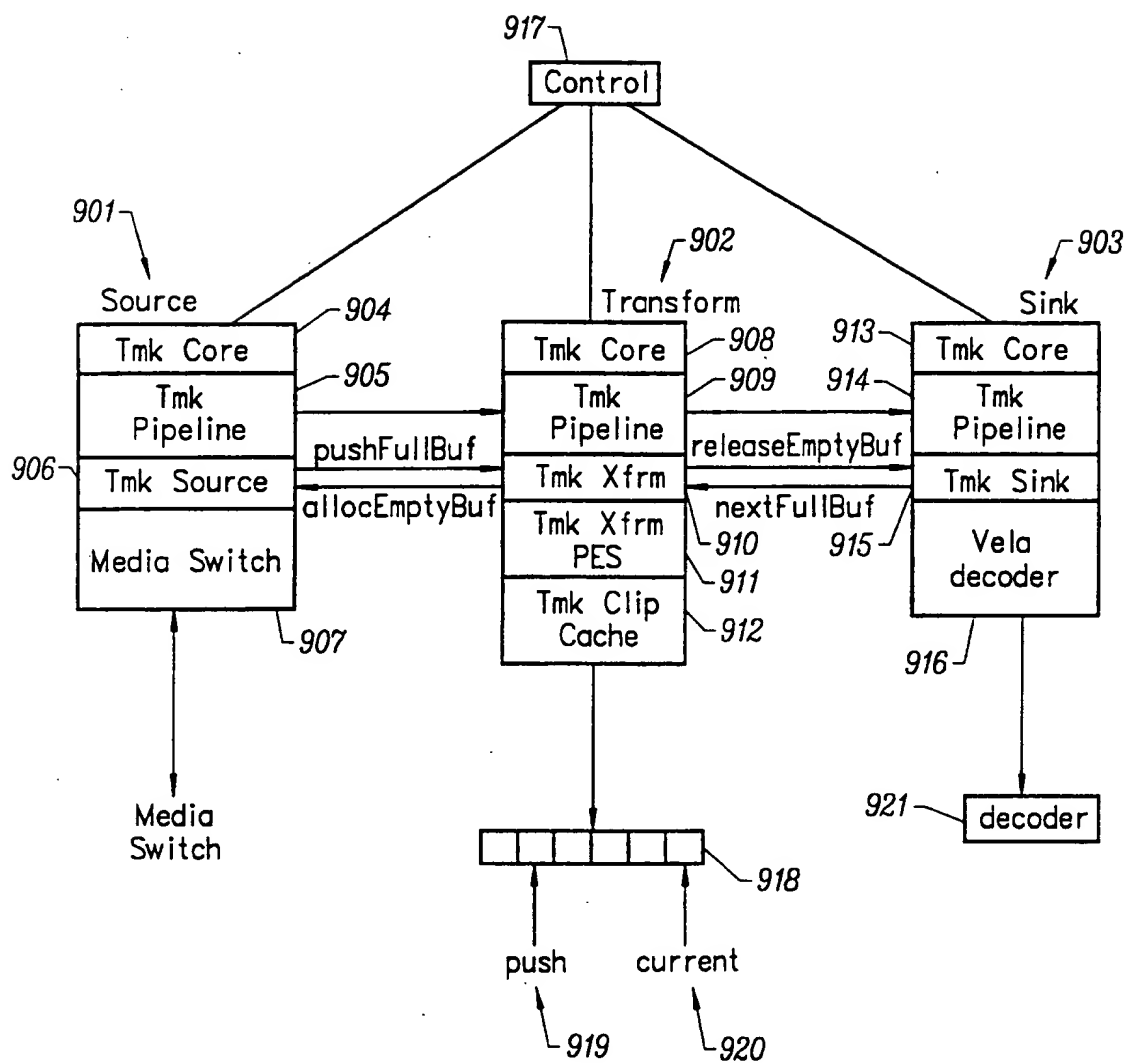 917
Control
901
902
903
Source
Transform
Sink
904
908
913
Tmk Core
Tmk Core
Tmk Core
905
909
914
Tmk
Pipeline
Tmk
Pipeline
Tmk
Pipeline
pushFullBuf
releaseEmptyBuf
906
Tmk Source
Tmk Xfrm
Tmk Sink
allocEmptyBuf
nextFullBuf
910
915
Media Switch
Tmk Xfrm
PES
Vela
decoder
911
Tmk Clip
Cache
912
907
916
Media
Switch
921
decoder
918
push
current
919
920